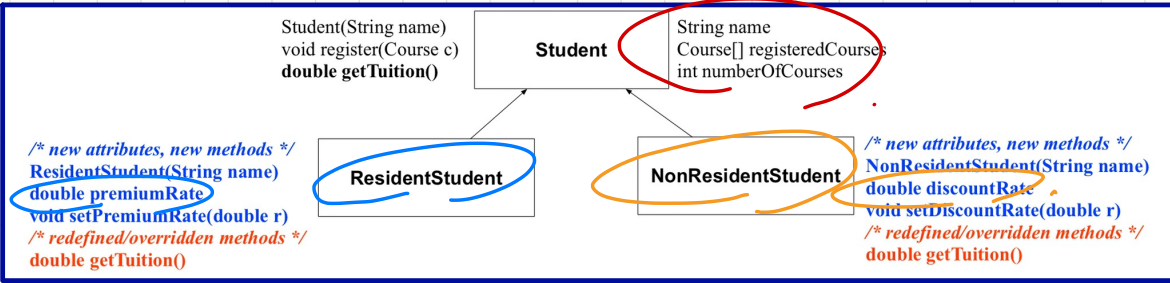 Student(String name)
void register(Course c)
double getTuition()
Student
String name
Course[] registeredCourses
int numberOfCourses
/* new attributes, new methods */
ResidentStudent(String name)
double premiumRate
void setPremiumRate(double r)
/* redefined/overridden methods */
double getTuition()
ResidentStudent
NonResidentStudent
/* new attributes, new methods */
NonResidentStudent(String name)
double discountRate
void setDiscountRate(double r)
/* redefined/overridden methods */
double getTuition()